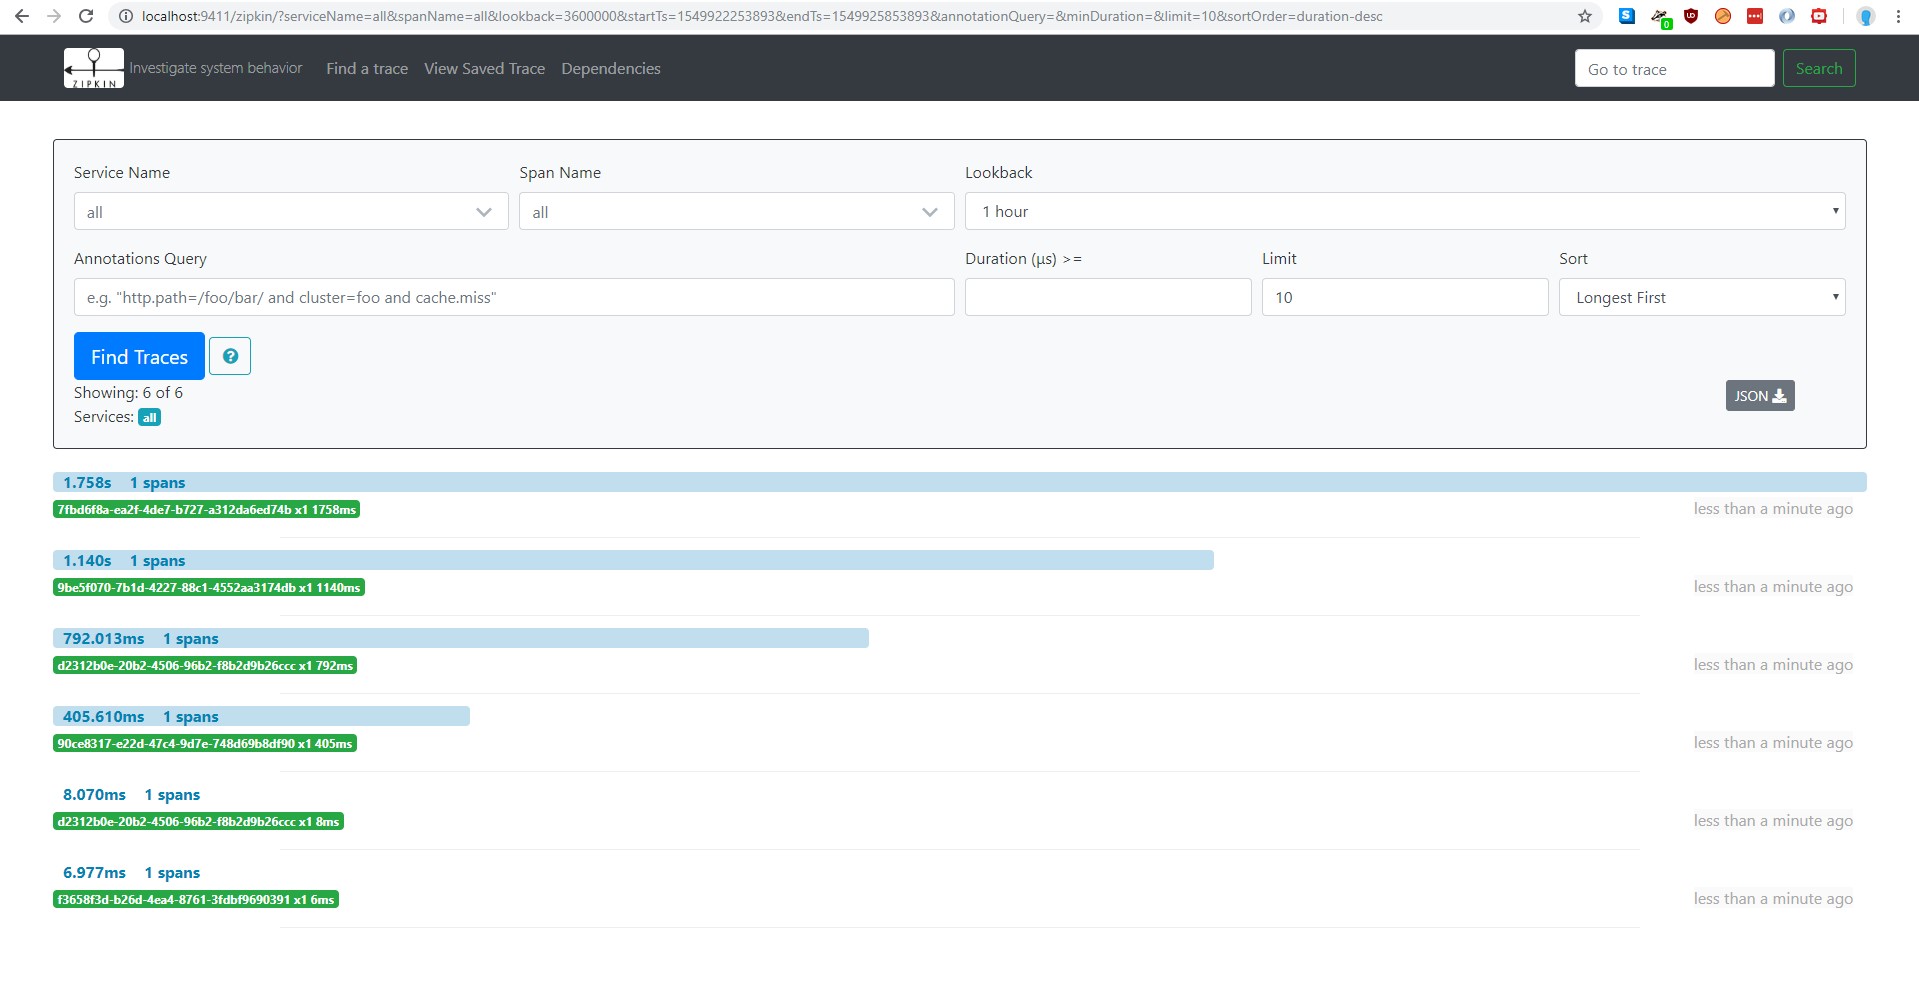 localhost:9411/zipkin/?serviceName=all&spanName=all&lookback=3600000&startTs=1549922253893&endTs=1549925853893&annotationQuery=&minDuration=&limit=10&sortOrder=duration-desc
ZIPKIN Investigate system behavior Find a trace View Saved Trace Dependencies Go to trace Search
Service Name Span Name Lookback
all all 1 hour
Annotations Query Duration (μs) >= Limit Sort
e.g. "http.path=/foo/bar/ and cluster=foo and cache.miss" 10 Longest First
Find Traces ?
Showing: 6 of 6
JSON
Services: all
1.758s 1 spans
7fbd6f8a-ea2f-4de7-b727-a312da6ed74b x1 1758ms less than a minute ago
1.140s 1 spans
9be5f070-7b1d-4227-88c1-4552aa3174db x1 1140ms less than a minute ago
792.013ms 1 spans
d2312b0e-20b2-4506-96b2-f8b2d9b26ccc x1 792ms less than a minute ago
405.610ms 1 spans
90ce8317-e22d-47c4-9d7e-748d69b8df90 x1 405ms less than a minute ago
8.070ms 1 spans
d2312b0e-20b2-4506-96b2-f8b2d9b26ccc x1 8ms less than a minute ago
6.977ms 1 spans
f3658f3d-b26d-4ea4-8761-3fdbf9690391 x1 6ms less than a minute ago